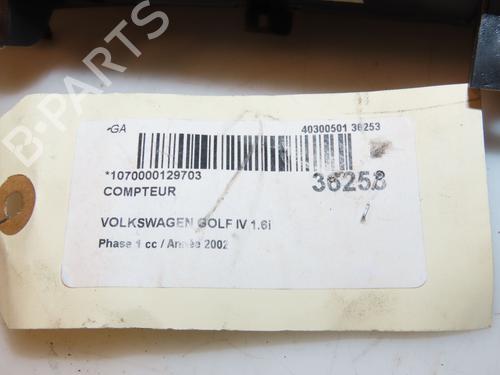 -GA
40300501 36253
*1070000129703
COMPTEUR
36253
VOLKSWAGEN GOLF IV 1.6i
Phase 1 cc / Année 2002
B-PARTS